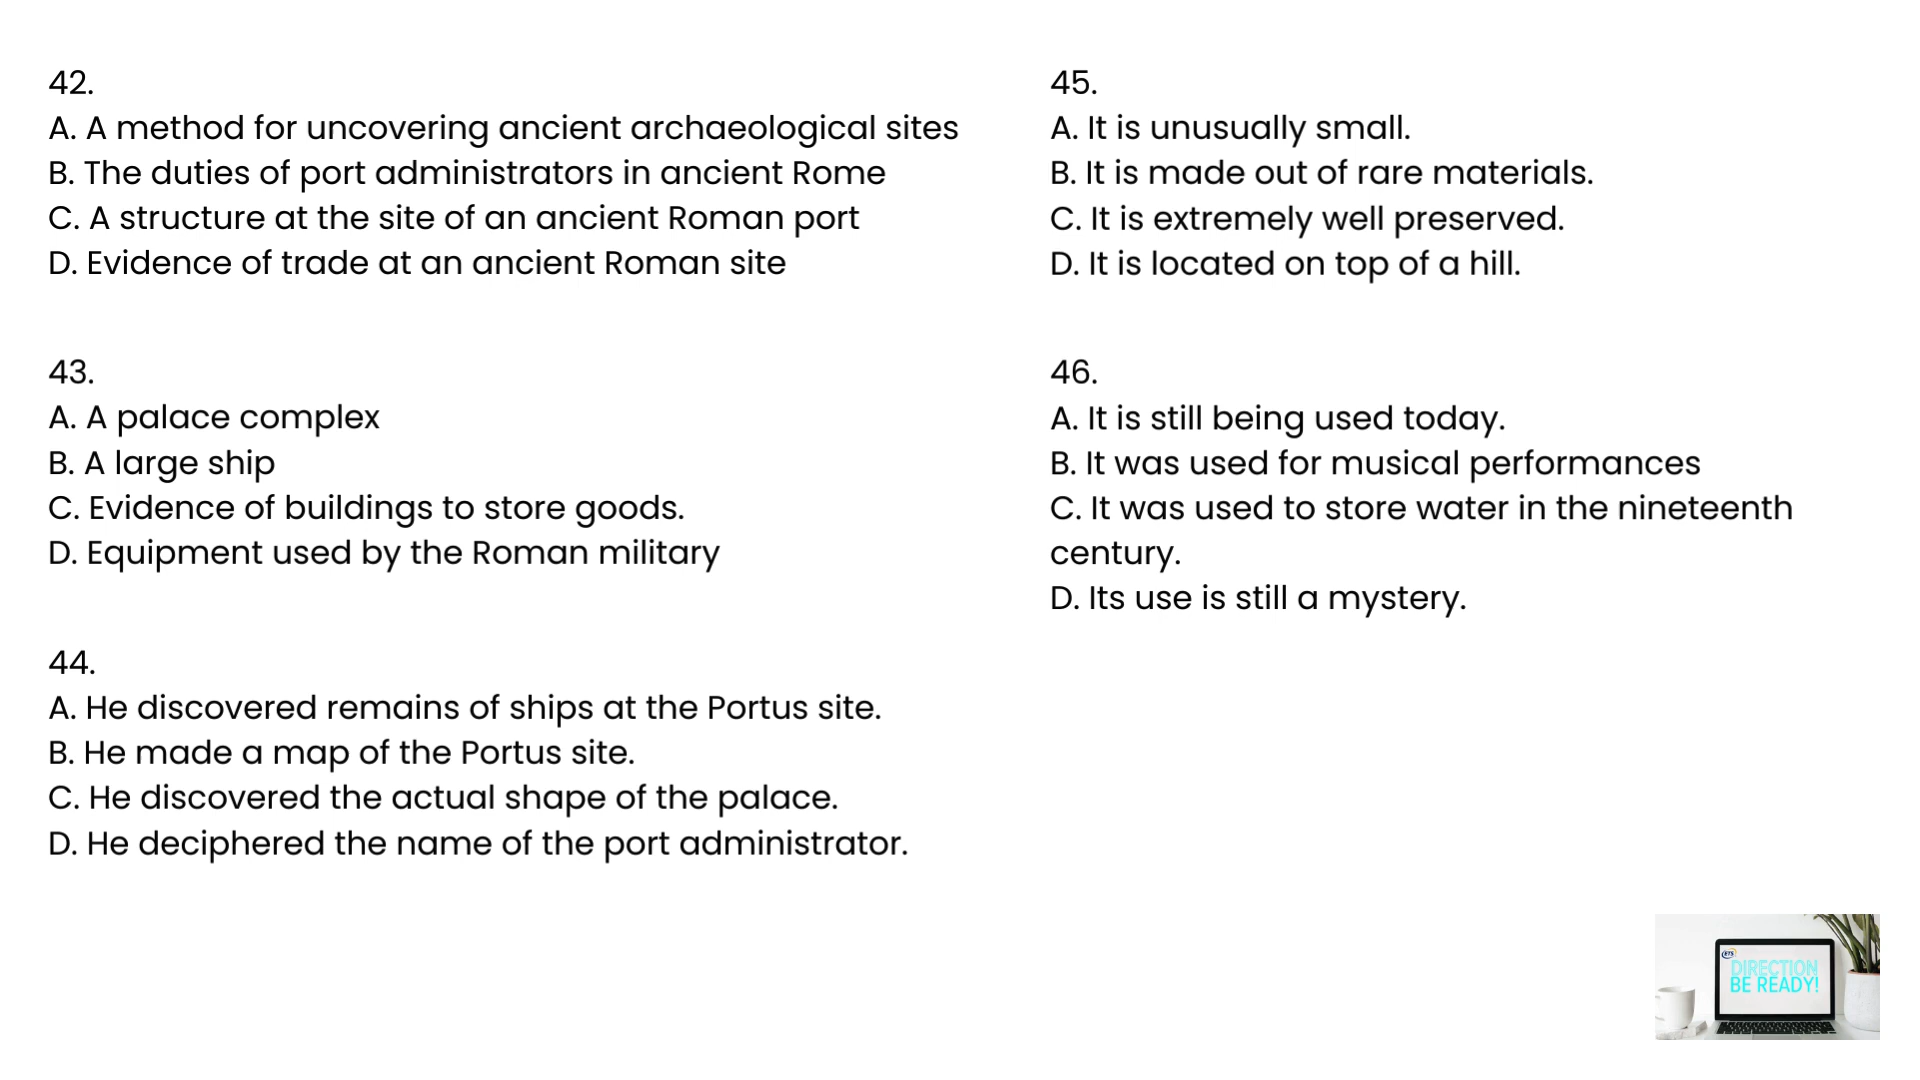 42.
A. A method for uncovering ancient archaeological sites
B. The duties of port administrators in ancient Rome
C. A structure at the site of an ancient Roman port
D. Evidence of trade at an ancient Roman site
43.
A. A palace complex
B. A large ship
C. Evidence of buildings to store goods.
D. Equipment used by the Roman military
44.
A. He discovered remains of ships at the Portus site.
B. He made a map of the Portus site.
C. He discovered the actual shape of the palace.
D. He deciphered the name of the port administrator.
45.
A. It is unusually small.
B. It is made out of rare materials.
C. It is extremely well preserved.
D. It is located on top of a hill.
46.
A. It is still being used today.
B. It was used for musical performances
C. It was used to store water in the nineteenth
century.
D. Its use is still a mystery.
ETS
DIRECTION
BE READY!